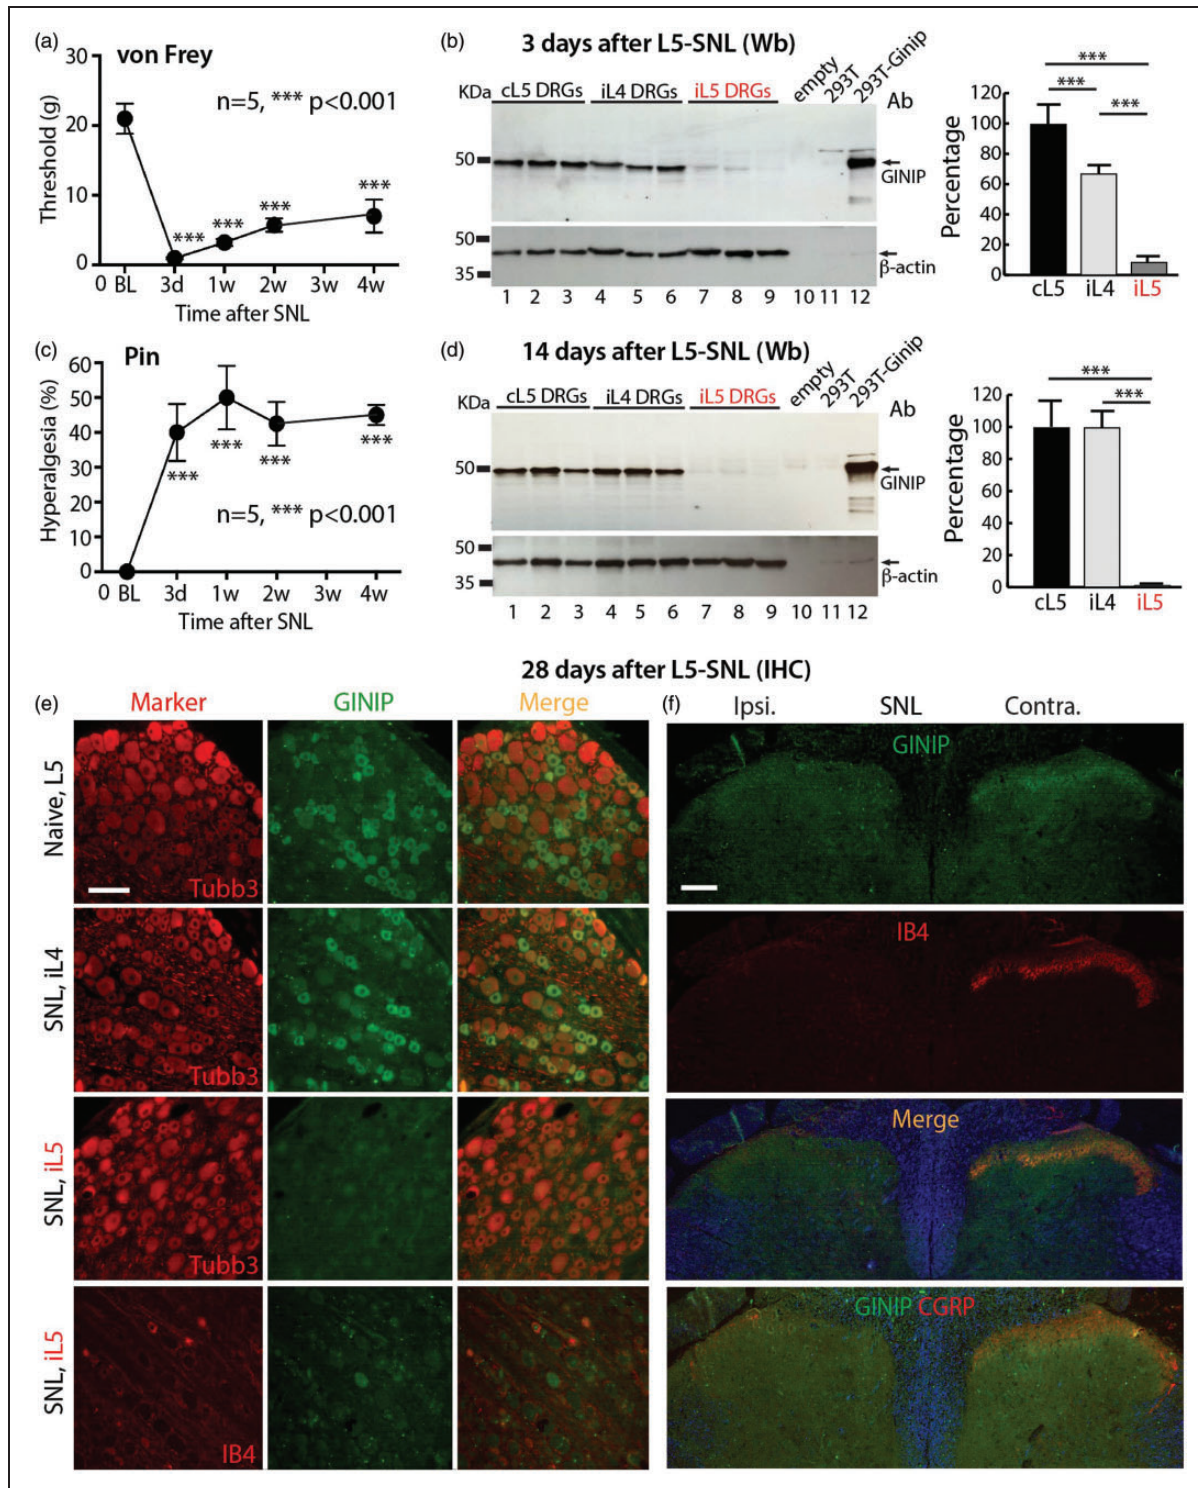 (a)
von Frey
30
20
10
0
Threshold (g)
n=5, *** p<0.001
***
***
***
***
0 BL 3d 1w 2w 3w 4w
Time after SNL
(b)
3 days after L5-SNL (Wb)
KDa
cL5 DRGs iL4 DRGs iL5 DRGs empty 293T 293T-Ginip
Ab
50
GINIP
50
35
β-actin
1 2 3 4 5 6 7 8 9 10 11 12
***
***
***
120
100
80
60
40
20
0
Percentage
cL5 iL4 iL5
(c)
Pin
60
50
40
30
20
10
0
Hyperalgesia (%)
***
***
***
***
n=5, *** p<0.001
0 BL 3d 1w 2w 3w 4w
Time after SNL
(d)
14 days after L5-SNL (Wb)
KDa
cL5 DRGs iL4 DRGs iL5 DRGs empty 293T 293T-Ginip
Ab
50
GINIP
50
35
β-actin
1 2 3 4 5 6 7 8 9 10 11 12
***
***
120
100
80
60
40
20
0
Percentage
cL5 iL4 iL5
28 days after L5-SNL (IHC)
(e)
Marker GINIP Merge
Naive, L5
Tubb3
SNL, iL4
Tubb3
SNL, iL5
Tubb3
SNL, iL5
IB4
(f)
Ipsi. SNL Contra.
GINIP
IB4
Merge
GINIP CGRP